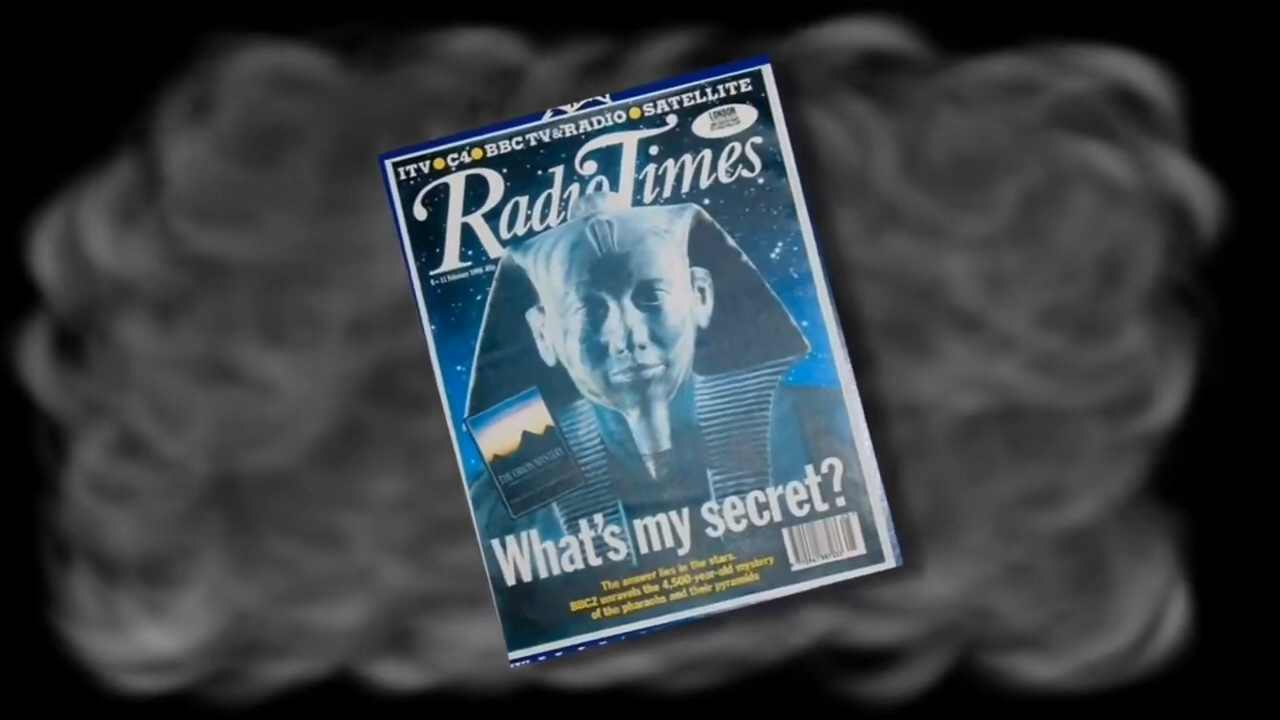 ITV●C4●BBC TV&RADIO●SATELLITE
LONDON
Radio Times
THE ORION MYSTERY
What's my secret?
The answer lies in the stars.
BBC2 unravels the 4,500-year-old mystery
of the pharaohs and their pyramids